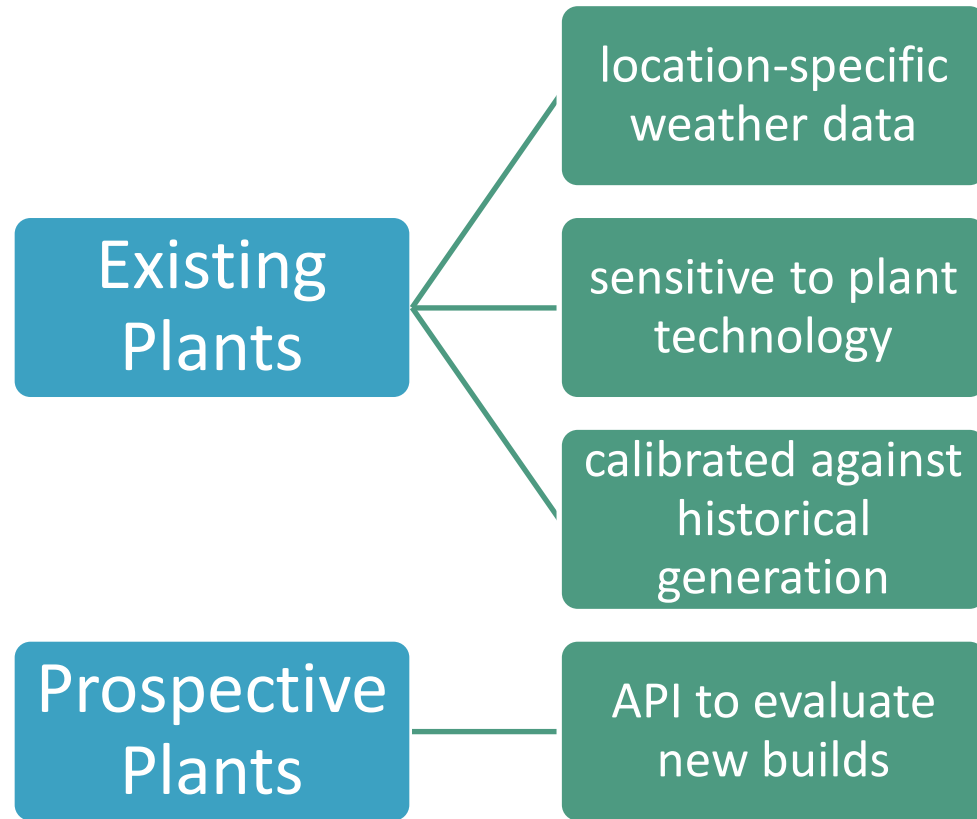 Existing
Plants
location-specific
weather data
sensitive to plant
technology
calibrated against
historical
generation
Prospective
Plants
API to evaluate
new builds